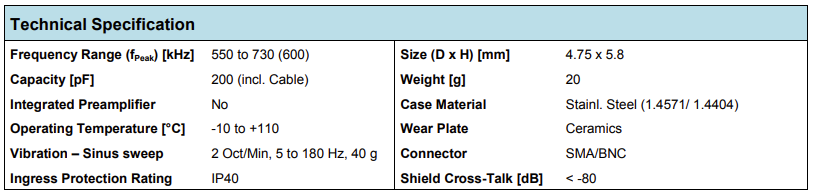 Technical Specification
Frequency Range (fPeak) [kHz] 550 to 730 (600) Size (D x H) [mm] 4.75 x 5.8
Capacity [pF] 200 (incl. Cable) Weight [g] 20
Integrated Preamplifier No Case Material Stainl. Steel (1.4571/ 1.4404)
Operating Temperature [°C] -10 to +110 Wear Plate Ceramics
Vibration – Sinus sweep 2 Oct/Min, 5 to 180 Hz, 40 g Connector SMA/BNC
Ingress Protection Rating IP40 Shield Cross-Talk [dB] < -80